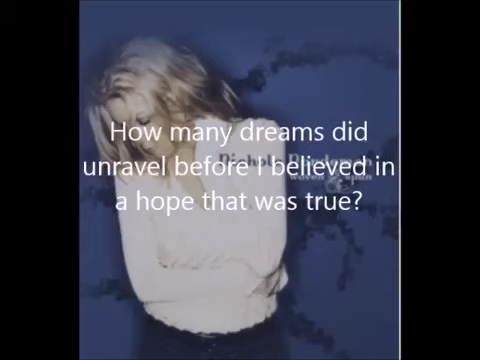 How many dreams did
unravel before I believed in
a hope that was true?